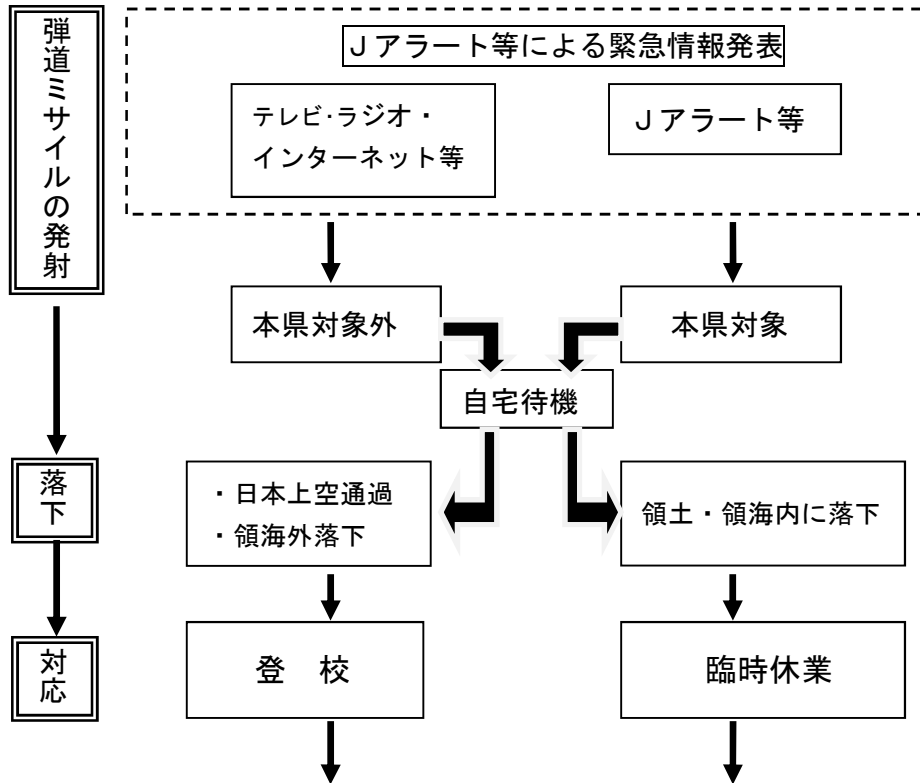 弾道ミサイルの発射
Ｊアラート等による緊急情報発表
テレビ・ラジオ・
インターネット等
Ｊアラート等
本県対象外
本県対象
自宅待機
落下
・日本上空通過
・領海外落下
領土・領海内に落下
対応
登　校
臨時休業